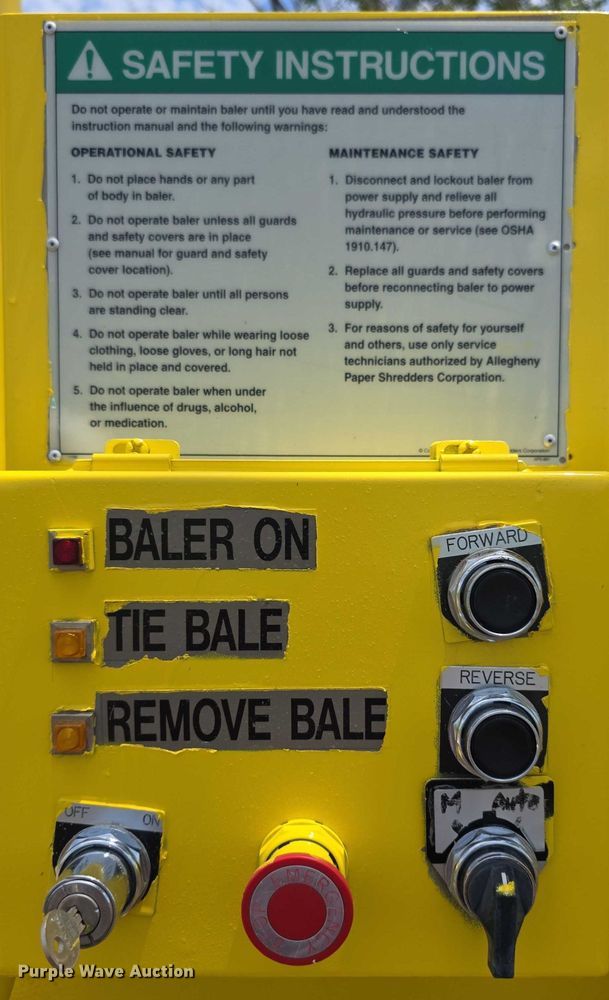 SAFETY INSTRUCTIONS
Do not operate or maintain baler until you have read and understood the
instruction manual and the following warnings:
OPERATIONAL SAFETY
1. Do not place hands or any part
of body in baler.
2. Do not operate baler unless all guards
and safety covers are in place
(see manual for guard and safety
cover location).
3. Do not operate baler until all persons
are standing clear.
4. Do not operate baler while wearing loose
clothing, loose gloves, or long hair not
held in place and covered.
5. Do not operate baler when under
the influence of drugs, alcohol,
or medication.
MAINTENANCE SAFETY
1. Disconnect and lockout baler from
power supply and relieve all
hydraulic pressure before performing
maintenance or service (see OSHA
1910.147).
2. Replace all guards and safety covers
before reconnecting baler to power
supply.
3. For reasons of safety for yourself
and others, use only service
technicians authorized by Allegheny
Paper Shredders Corporation.
BALER ON
TIE BALE
REMOVE BALE
FORWARD
REVERSE
OFF ON
EMERGENCY
M AUTO
Purple Wave Auction